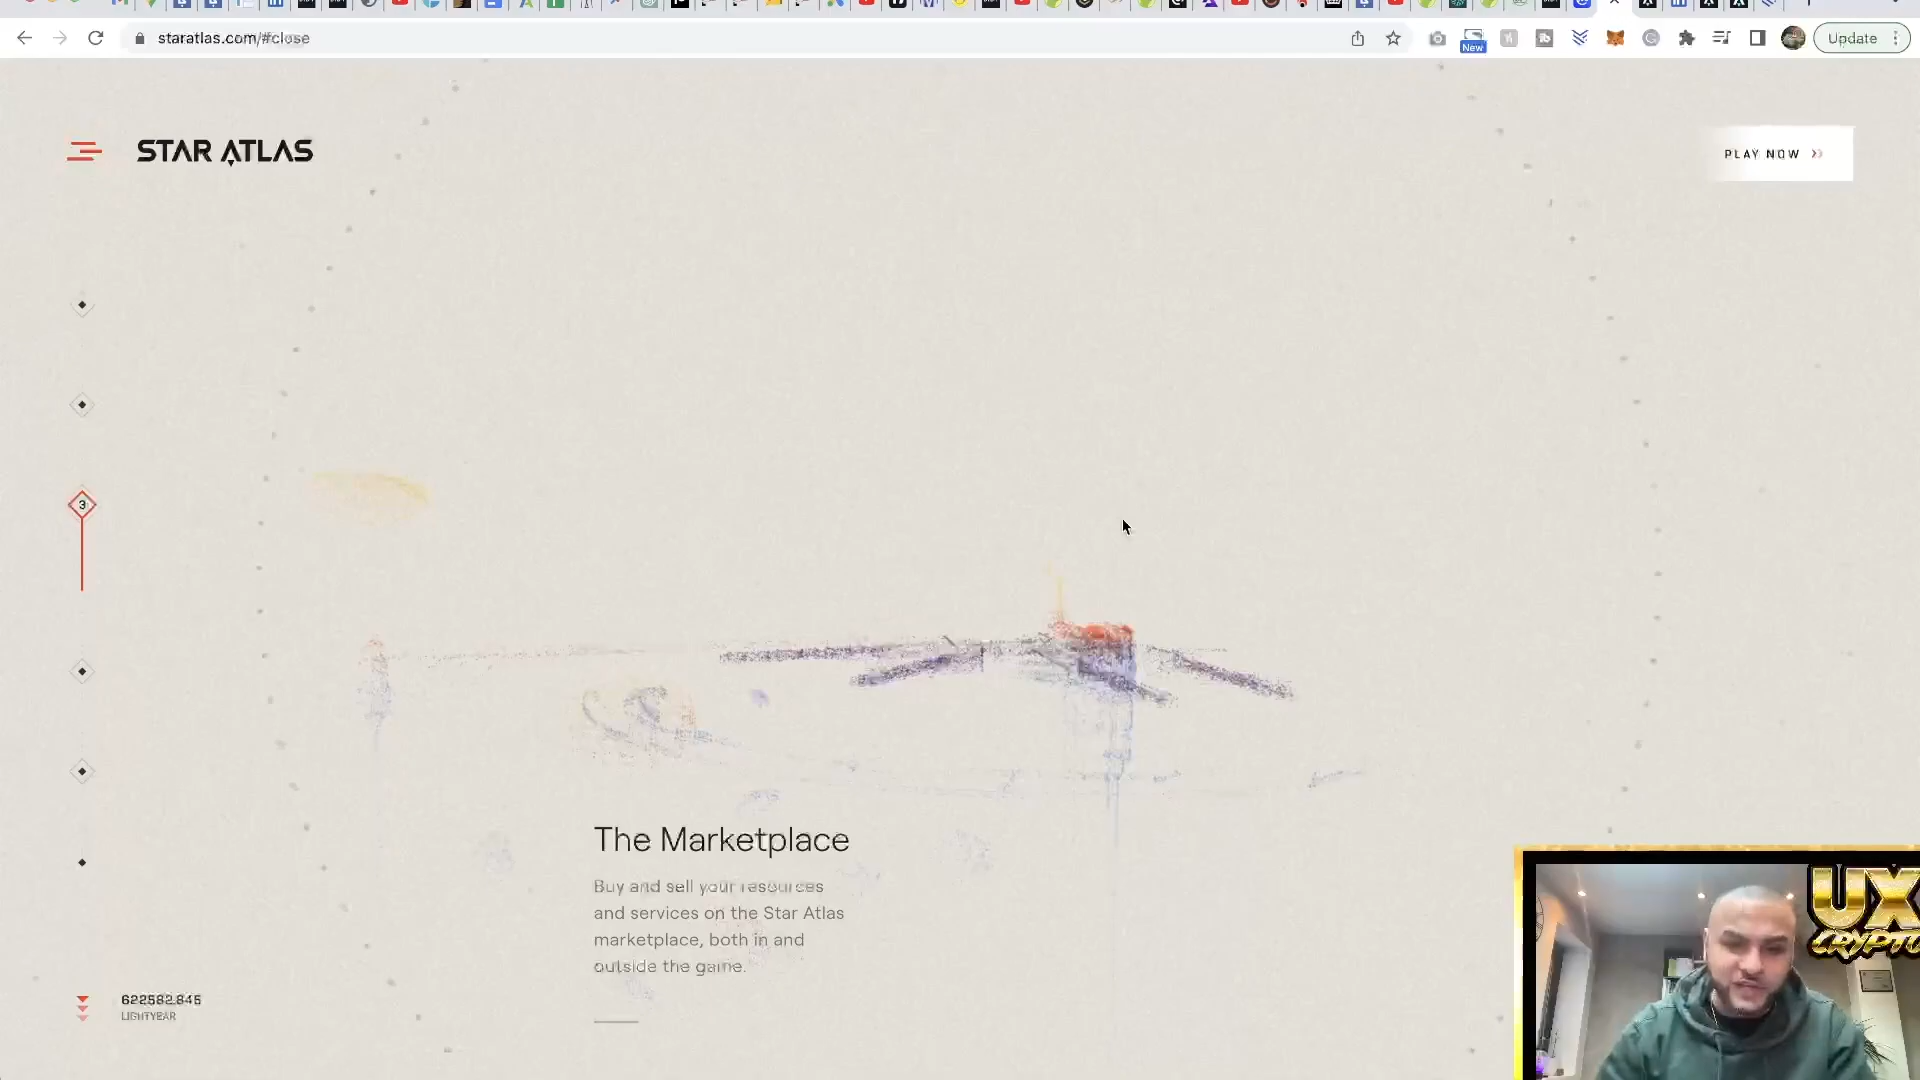 staratlas.com/#close
New
Update
STAR ATLAS
PLAY NOW
3
The Marketplace
Buy and sell your resources
and services on the Star Atlas
marketplace, both in and
outside the game.
622582.845
LIGHTYEAR
UX
CRYPTO